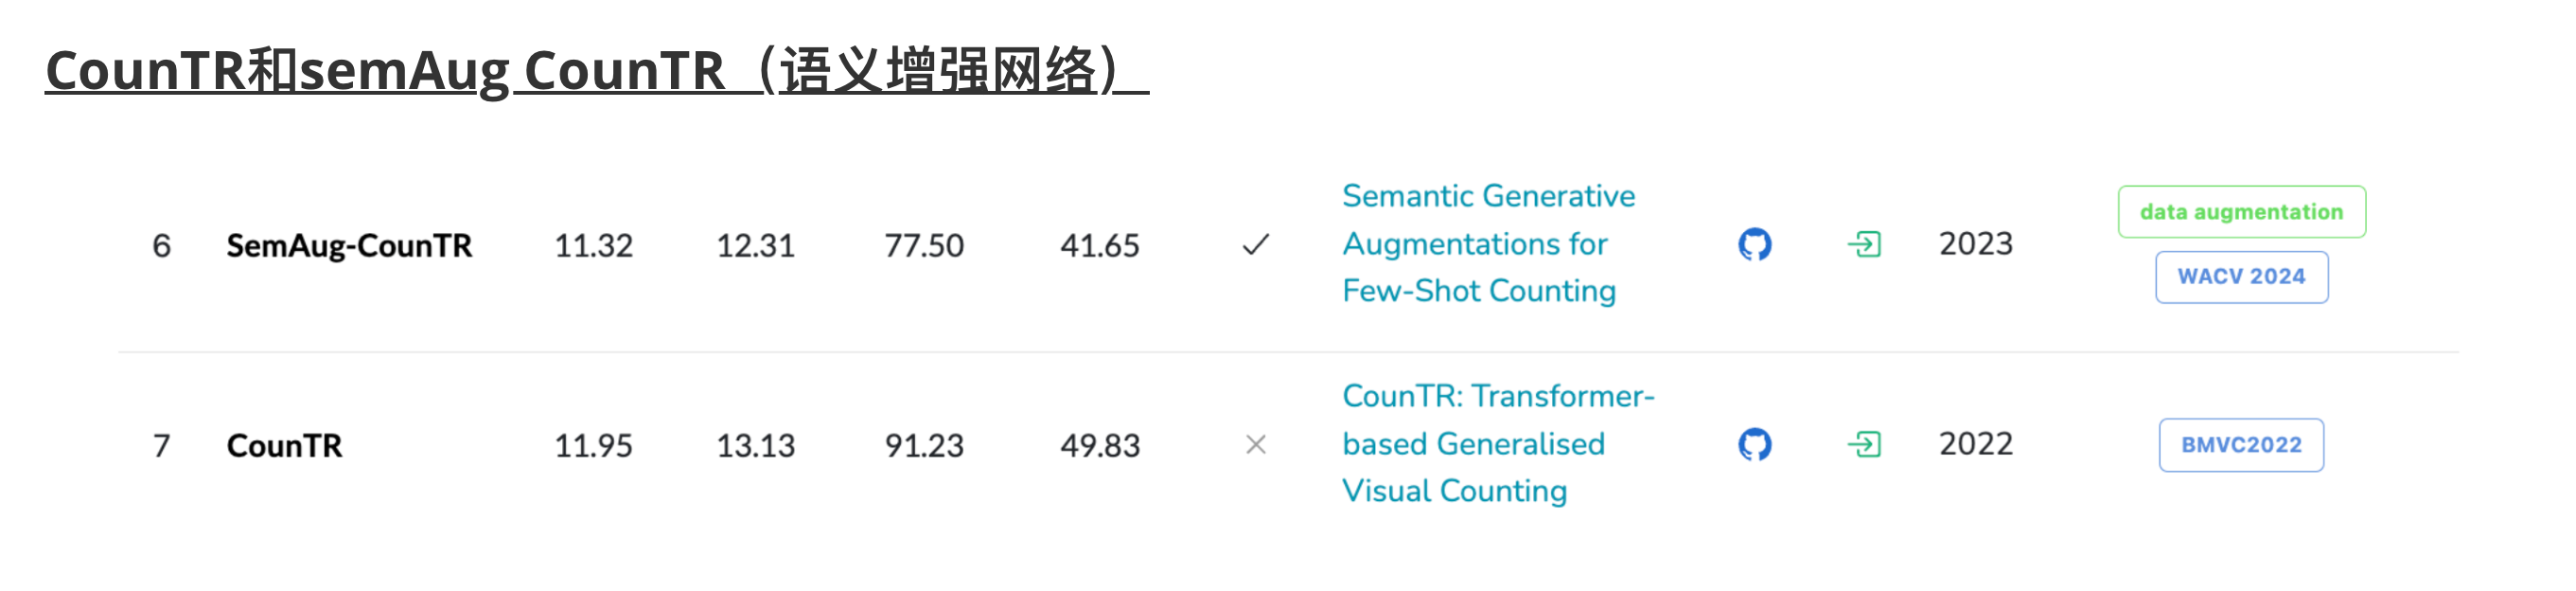 CounTR和semAug CounTR（语义增强网络）
6 SemAug-CounTR 11.32 12.31 77.50 41.65 ✓ Semantic Generative
Augmentations for
Few-Shot Counting 2023 data augmentation
WACV 2024
7 CounTR 11.95 13.13 91.23 49.83 × CounTR: Transformer-
based Generalised
Visual Counting 2022 BMVC2022